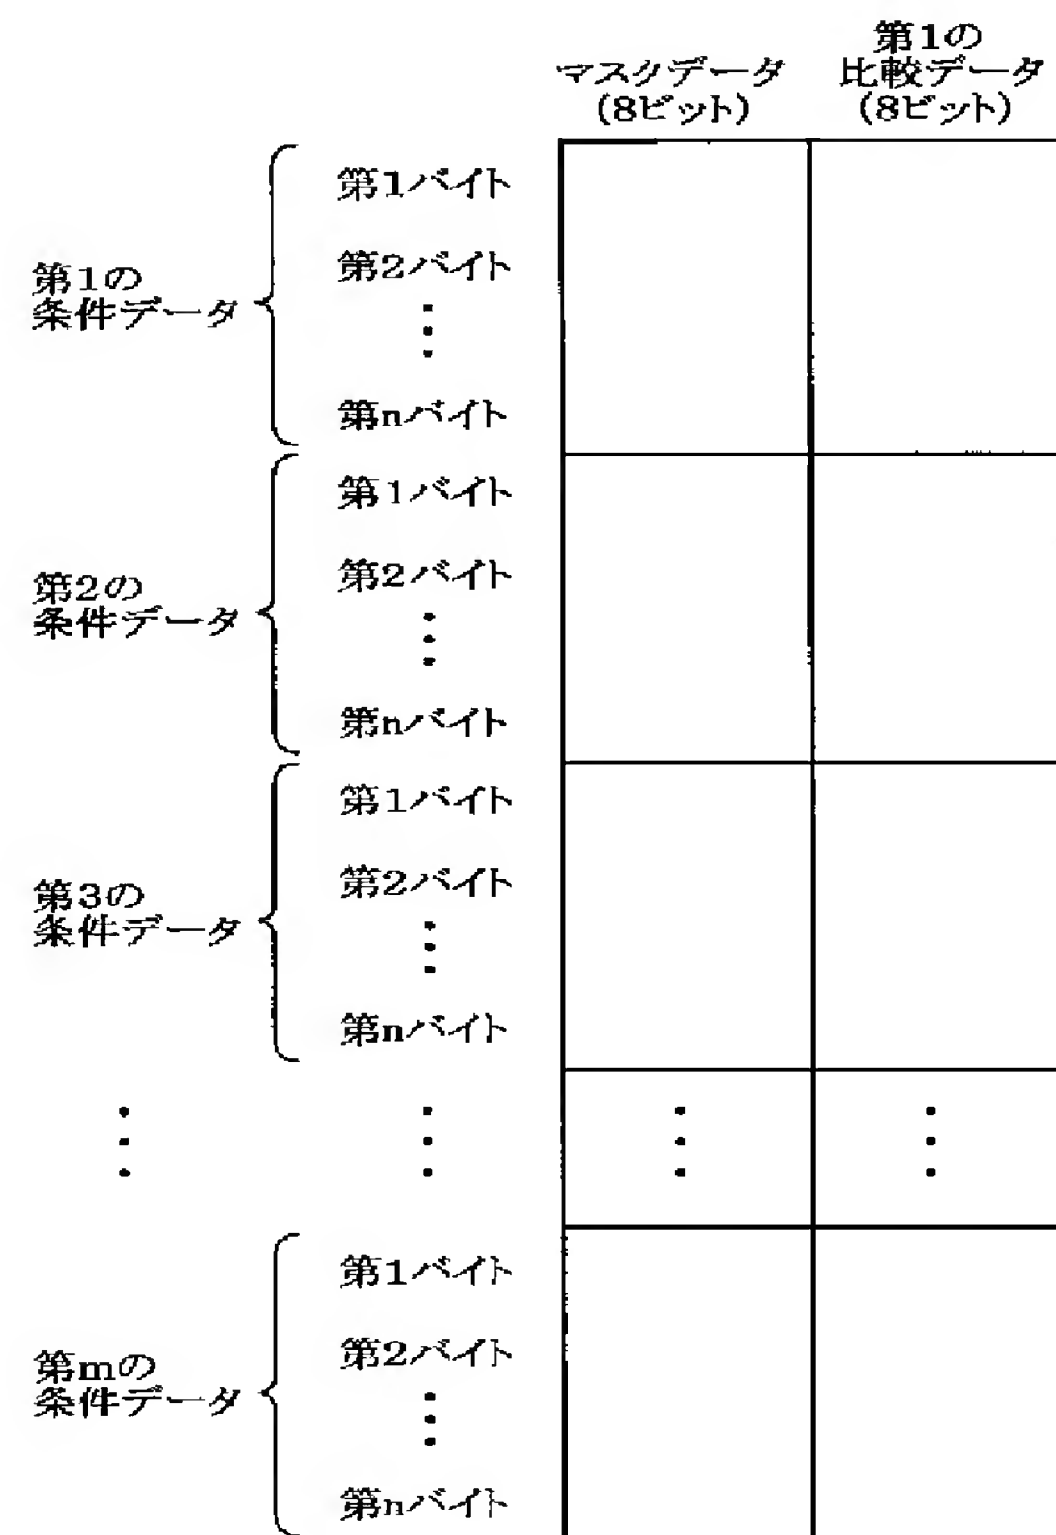 第1の
マスクデータ 比較データ
(8ビット) (8ビット)
第1バイト
第2バイト
第1の
条件データ
第nバイト
第1バイト
第2バイト
第2の
条件データ
第nバイト
第1バイト
第2バイト
第3の
条件データ
第nバイト
第1バイト
第2バイト
第mの
条件データ
第nバイト